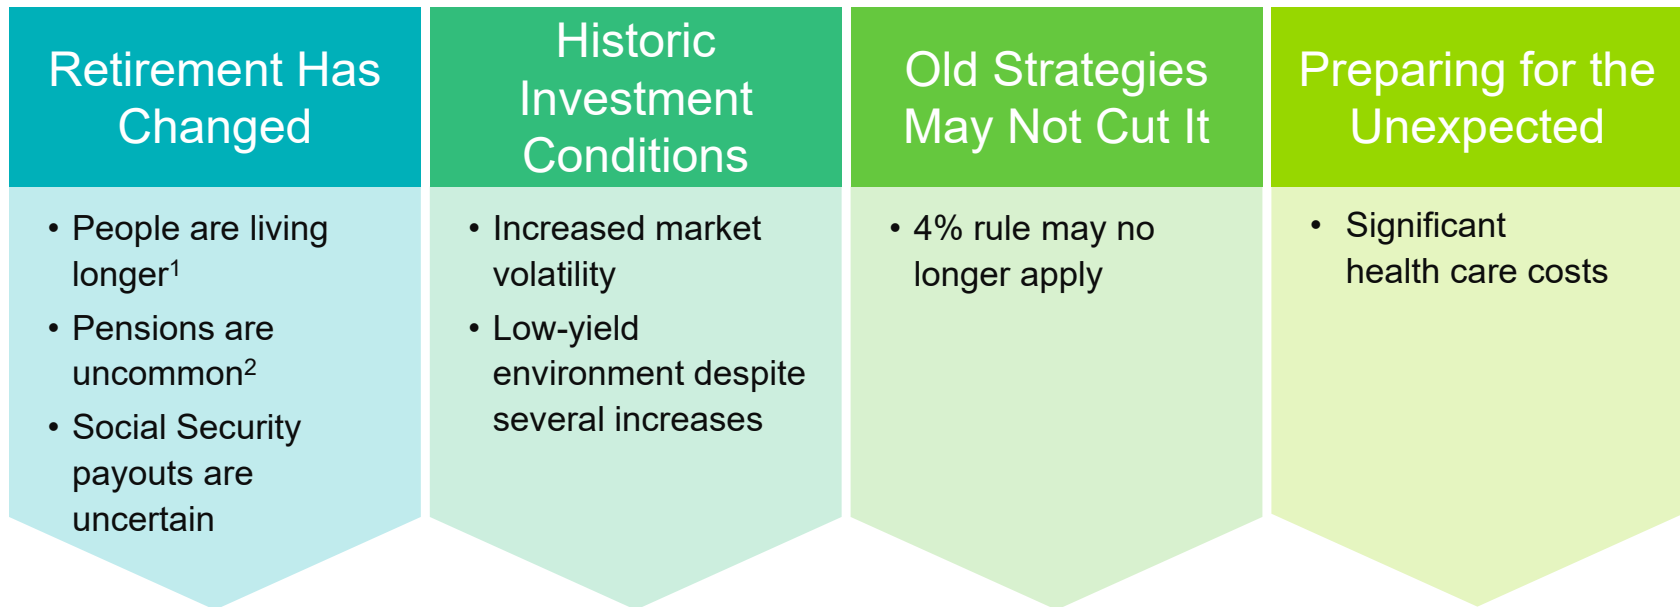 Retirement Has
Changed
• People are living
longer¹
• Pensions are
uncommon²
• Social Security
payouts are
uncertain
Historic
Investment
Conditions
• Increased market
volatility
• Low-yield
environment despite
several increases
Old Strategies
May Not Cut It
• 4% rule may no
longer apply
Preparing for the
Unexpected
• Significant
health care costs